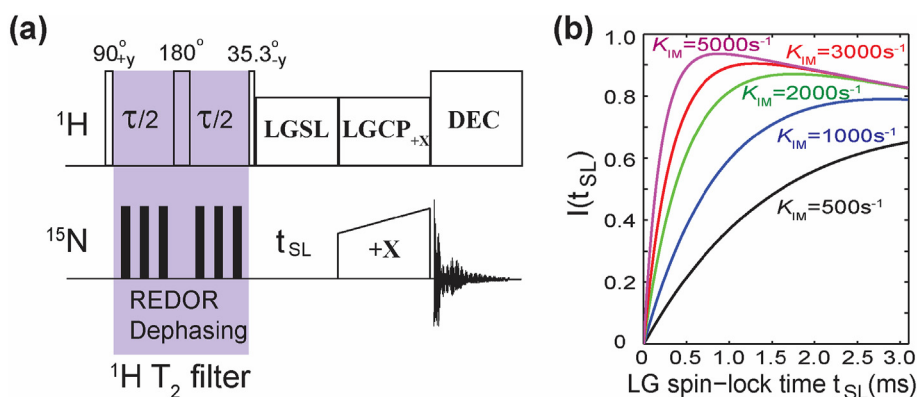 (a)
90°+y 180° 35.3°-y
¹H τ/2 τ/2 LGSL LGCP+X DEC
¹⁵N tSL +X
REDOR
Dephasing
¹H T₂ filter
(b)
I(tSL)
1.0
0.8
0.6
0.4
0.2
0
KIM=5000s⁻¹
KIM=3000s⁻¹
KIM=2000s⁻¹
KIM=1000s⁻¹
KIM=500s⁻¹
0 0.5 1.0 1.5 2.0 2.5 3.0
LG spin-lock time tSL(ms)